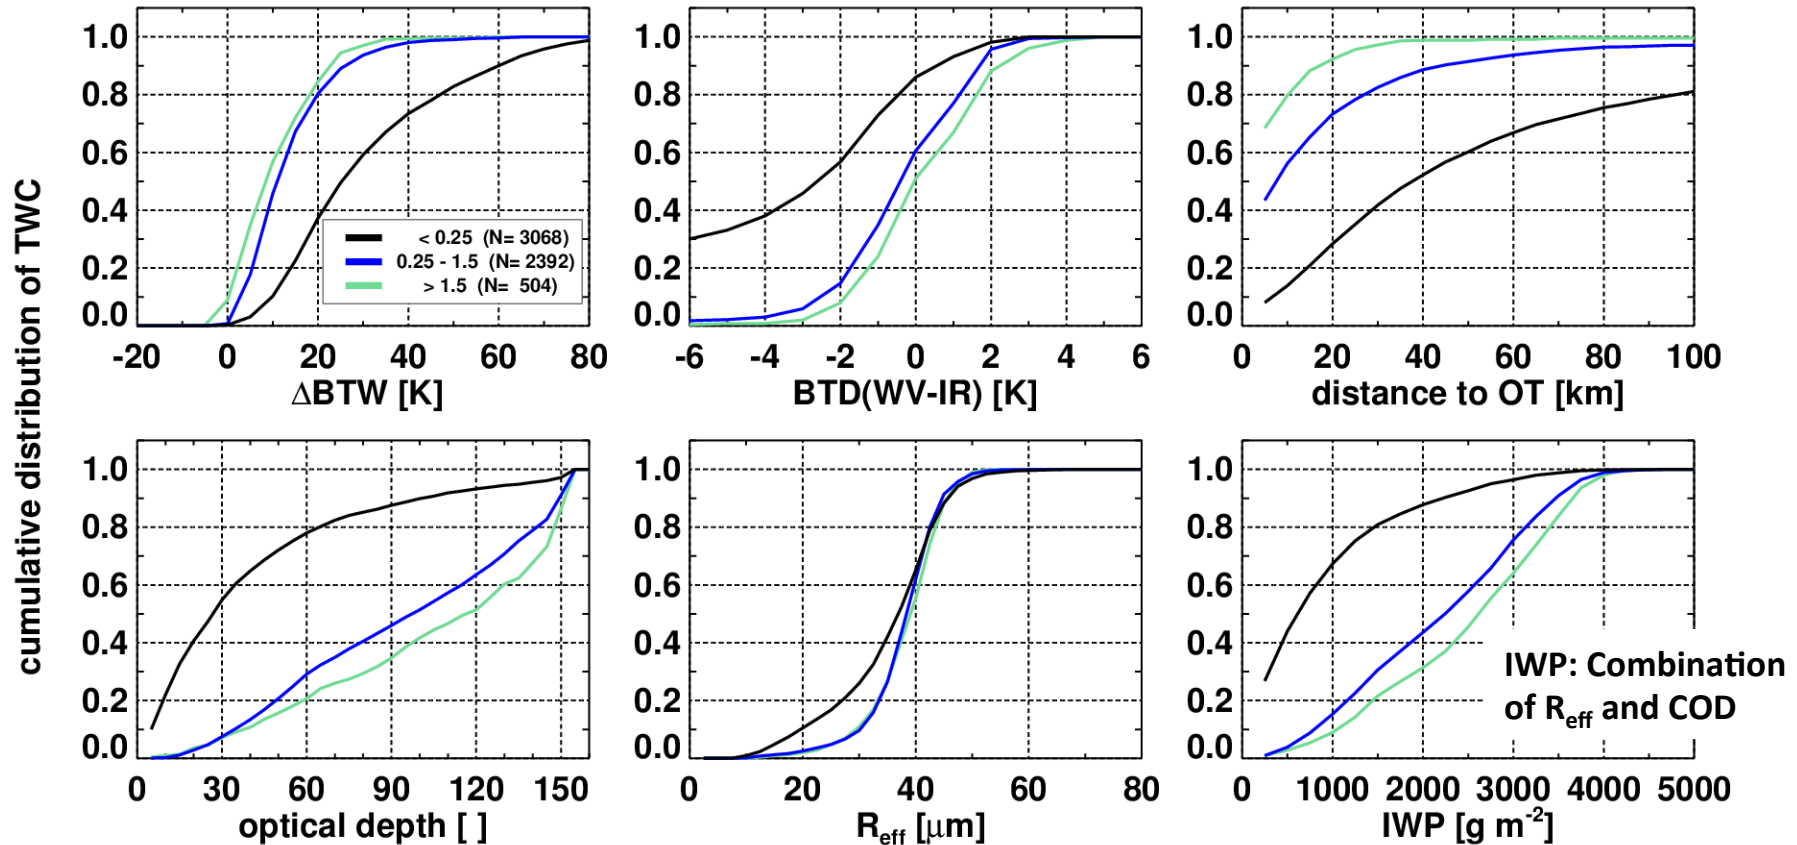 cumulative distribution of TWC
1.0
0.8
0.6
0.4
0.2
0.0
-20 0 20 40 60 80
ΔBTW [K]
< 0.25 (N= 3068)
0.25 - 1.5 (N= 2392)
> 1.5 (N= 504)
1.0
0.8
0.6
0.4
0.2
0.0
-6 -4 -2 0 2 4 6
BTD(WV-IR) [K]
1.0
0.8
0.6
0.4
0.2
0.0
0 20 40 60 80 100
distance to OT [km]
1.0
0.8
0.6
0.4
0.2
0.0
0 30 60 90 120 150
optical depth [ ]
1.0
0.8
0.6
0.4
0.2
0.0
0 20 40 60 80
Reff [μm]
1.0
0.8
0.6
0.4
0.2
0.0
0 1000 2000 3000 4000 5000
IWP [g m-2]
IWP: Combination
of Reff and COD